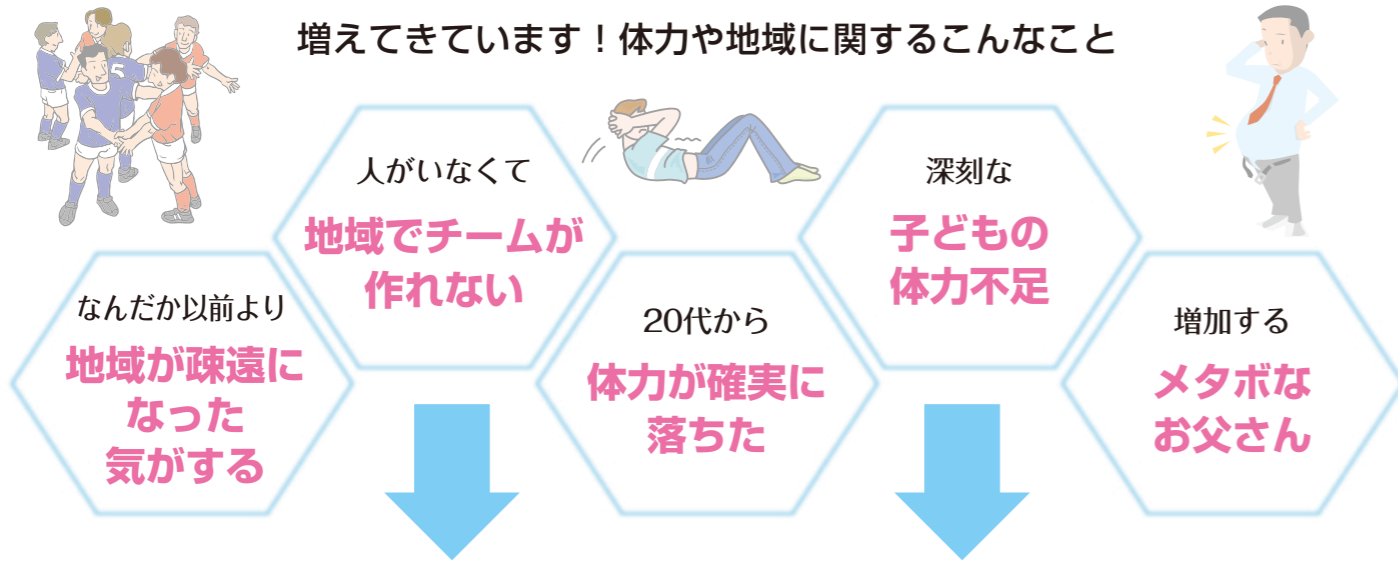 増えてきています！体力や地域に関するこんなこと
なんだか以前より
地域が疎遠に
なった
気がする
人がいなくて
地域でチームが
作れない
20代から
体力が確実に
落ちた
深刻な
子どもの
体力不足
増加する
メタボな
お父さん
5